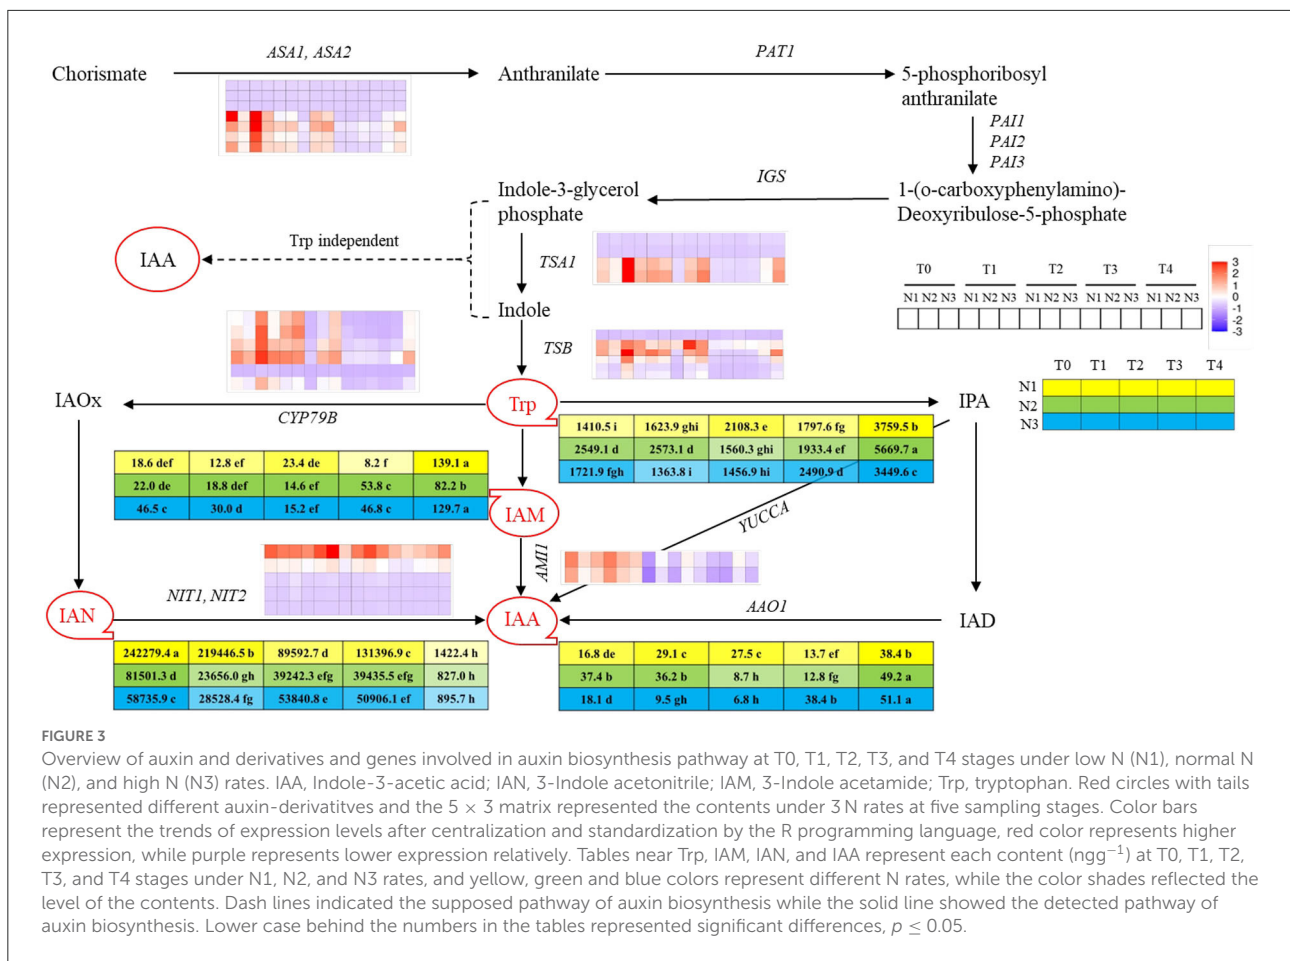 ASA1, ASA2
PAT1
Chorismate
Anthranilate
5-phosphoribosyl
anthranilate
PAI1
PAI2
PAI3
IGS
Indole-3-glycerol
phosphate
1-(o-carboxyphenylamino)-
Deoxyribulose-5-phosphate
Trp independent
IAA
TSA1
T0 T1 T2 T3 T4
N1 N2 N3 N1 N2 N3 N1 N2 N3 N1 N2 N3 N1 N2 N3
3
2
1
0
-1
-2
-3
Indole
TSB
T0 T1 T2 T3 T4
N1
N2
N3
IAOx
CYP79B
Trp
IPA
1410.5 i 1623.9 ghi 2108.3 e 1797.6 fg 3759.5 b
2549.1 d 2573.1 d 1560.3 ghi 1933.4 ef 5669.7 a
1721.9 fgh 1363.8 i 1456.9 hi 2490.9 d 3449.6 c
18.6 def 12.8 ef 23.4 de 8.2 f 139.1 a
22.0 de 18.8 def 14.6 ef 53.8 c 82.2 b
46.5 c 30.0 d 15.2 ef 46.8 c 129.7 a
IAM
YUCCA
AMI1
NIT1, NIT2
AAO1
IAN
IAA
IAD
242279.4 a 219446.5 b 89592.7 d 131396.9 c 1422.4 h
81501.3 d 23656.0 gh 39242.3 efg 39435.5 efg 827.0 h
58735.9 c 28528.4 fg 53840.8 e 50906.1 ef 895.7 h
16.8 de 29.1 c 27.5 c 13.7 ef 38.4 b
37.4 b 36.2 b 8.7 h 12.8 fg 49.2 a
18.1 d 9.5 gh 6.8 h 38.4 b 51.1 a
FIGURE 3
Overview of auxin and derivatives and genes involved in auxin biosynthesis pathway at T0, T1, T2, T3, and T4 stages under low N (N1), normal N
(N2), and high N (N3) rates. IAA, Indole-3-acetic acid; IAN, 3-Indole acetonitrile; IAM, 3-Indole acetamide; Trp, tryptophan. Red circles with tails
represented different auxin-derivatitves and the 5 × 3 matrix represented the contents under 3 N rates at five sampling stages. Color bars
represent the trends of expression levels after centralization and standardization by the R programming language, red color represents higher
expression, while purple represents lower expression relatively. Tables near Trp, IAM, IAN, and IAA represent each content (ngg⁻¹) at T0, T1, T2,
T3, and T4 stages under N1, N2, and N3 rates, and yellow, green and blue colors represent different N rates, while the color shades reflected the
level of the contents. Dash lines indicated the supposed pathway of auxin biosynthesis while the solid line showed the detected pathway of
auxin biosynthesis. Lower case behind the numbers in the tables represented significant differences, p ≤ 0.05.